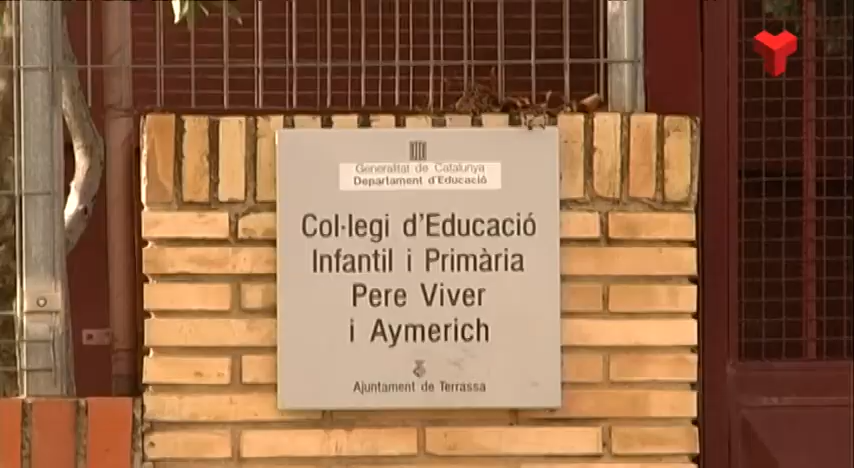 Generalitat de Catalunya
Departament d'Educació
Col·legi d'Educació
Infantil i Primària
Pere Viver
i Aymerich
Ajuntament de Terrassa